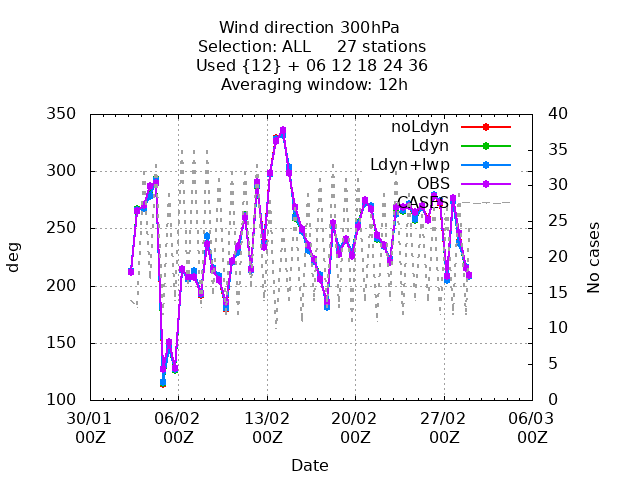 Wind direction 300hPa
Selection: ALL 27 stations
Used {12} + 06 12 18 24 36
Averaging window: 12h
350
300
250
200
150
100
deg
40
35
30
25
20
15
10
5
0
No cases
noLdyn
Ldyn
Ldyn+lwp
OBS
CASES
30/01 06/02 13/02 20/02 27/02 06/03
00Z 00Z 00Z 00Z 00Z 00Z
Date